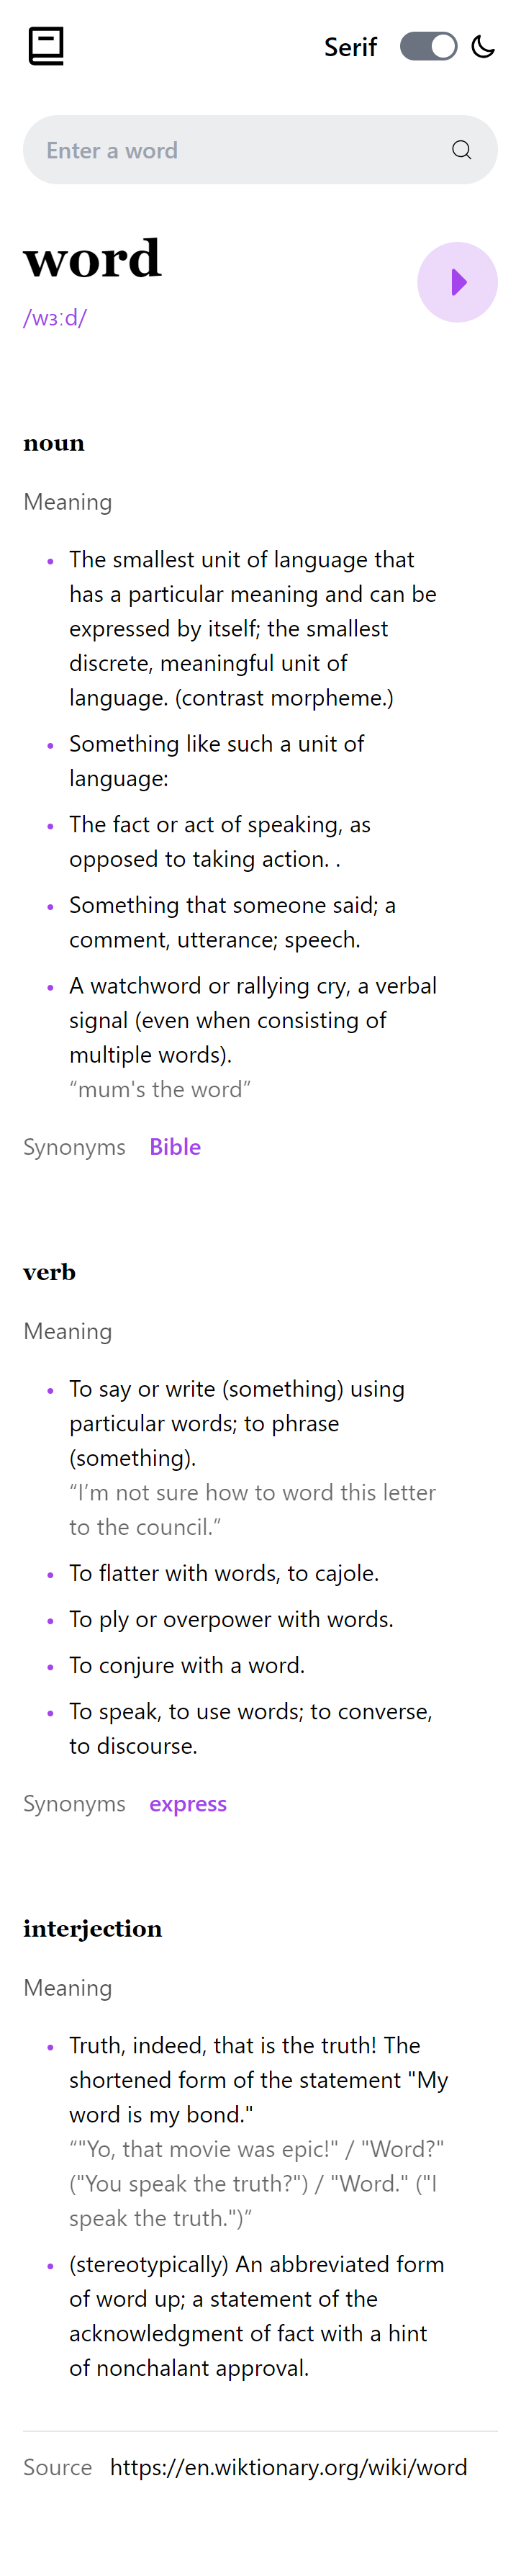 Serif
Enter a word
word
/wɜːd/
noun
Meaning
• The smallest unit of language that
has a particular meaning and can be
expressed by itself; the smallest
discrete, meaningful unit of
language. (contrast morpheme.)
• Something like such a unit of
language:
• The fact or act of speaking, as
opposed to taking action. .
• Something that someone said; a
comment, utterance; speech.
• A watchword or rallying cry, a verbal
signal (even when consisting of
multiple words).
“mum's the word”
Synonyms Bible
verb
Meaning
• To say or write (something) using
particular words; to phrase
(something).
“I’m not sure how to word this letter
to the council.”
• To flatter with words, to cajole.
• To ply or overpower with words.
• To conjure with a word.
• To speak, to use words; to converse,
to discourse.
Synonyms express
interjection
Meaning
• Truth, indeed, that is the truth! The
shortened form of the statement "My
word is my bond."
“"Yo, that movie was epic!" / "Word?"
("You speak the truth?") / "Word." ("I
speak the truth.")”
• (stereotypically) An abbreviated form
of word up; a statement of the
acknowledgment of fact with a hint
of nonchalant approval.
Source https://en.wiktionary.org/wiki/word